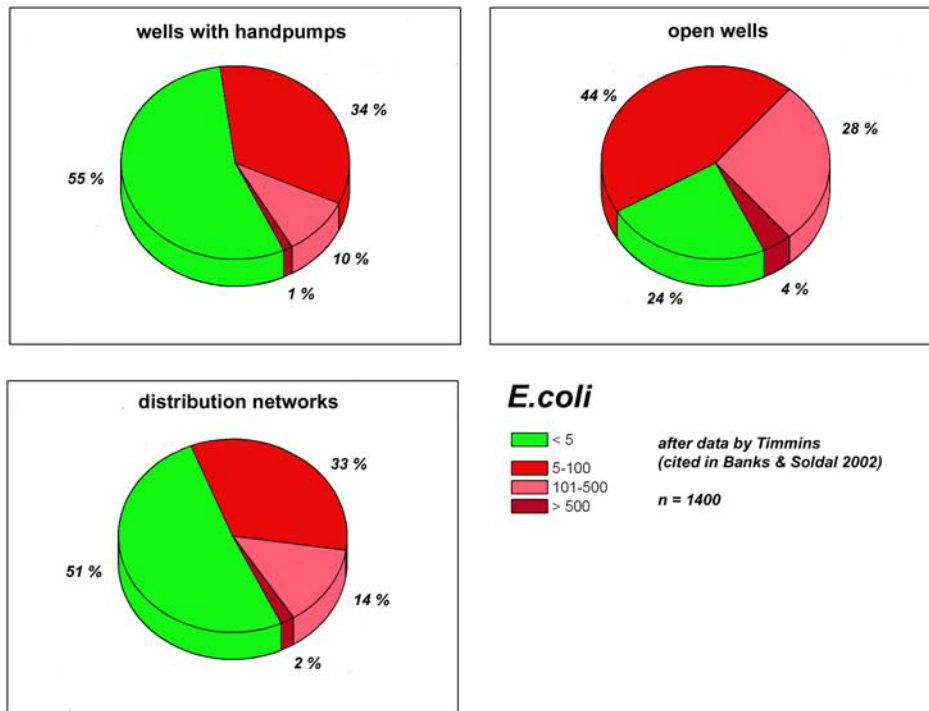 wells with handpumps
34 %
55 %
10 %
1 %
open wells
44 %
28 %
24 %
4 %
distribution networks
33 %
51 %
14 %
2 %
E.coli
< 5
5-100
101-500
> 500
after data by Timmins
(cited in Banks & Soldal 2002)
n = 1400